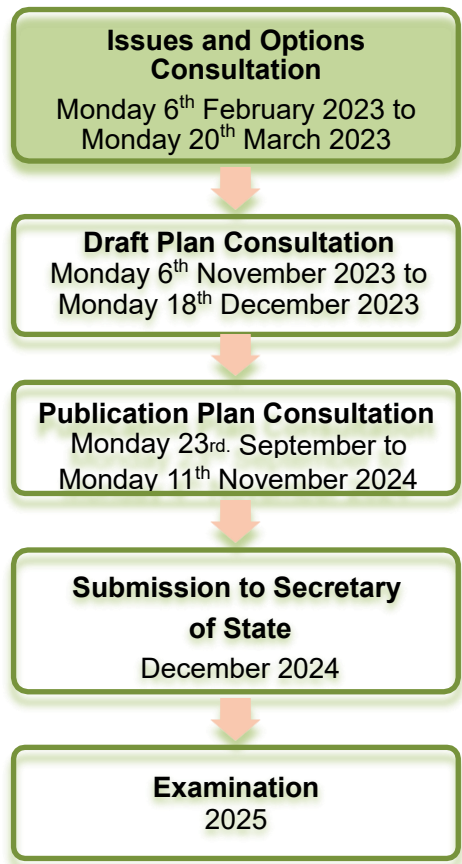 Issues and Options
Consultation
Monday 6th February 2023 to
Monday 20th March 2023
Draft Plan Consultation
Monday 6th November 2023 to
Monday 18th December 2023
Publication Plan Consultation
Monday 23rd. September to
Monday 11th November 2024
Submission to Secretary
of State
December 2024
Examination
2025